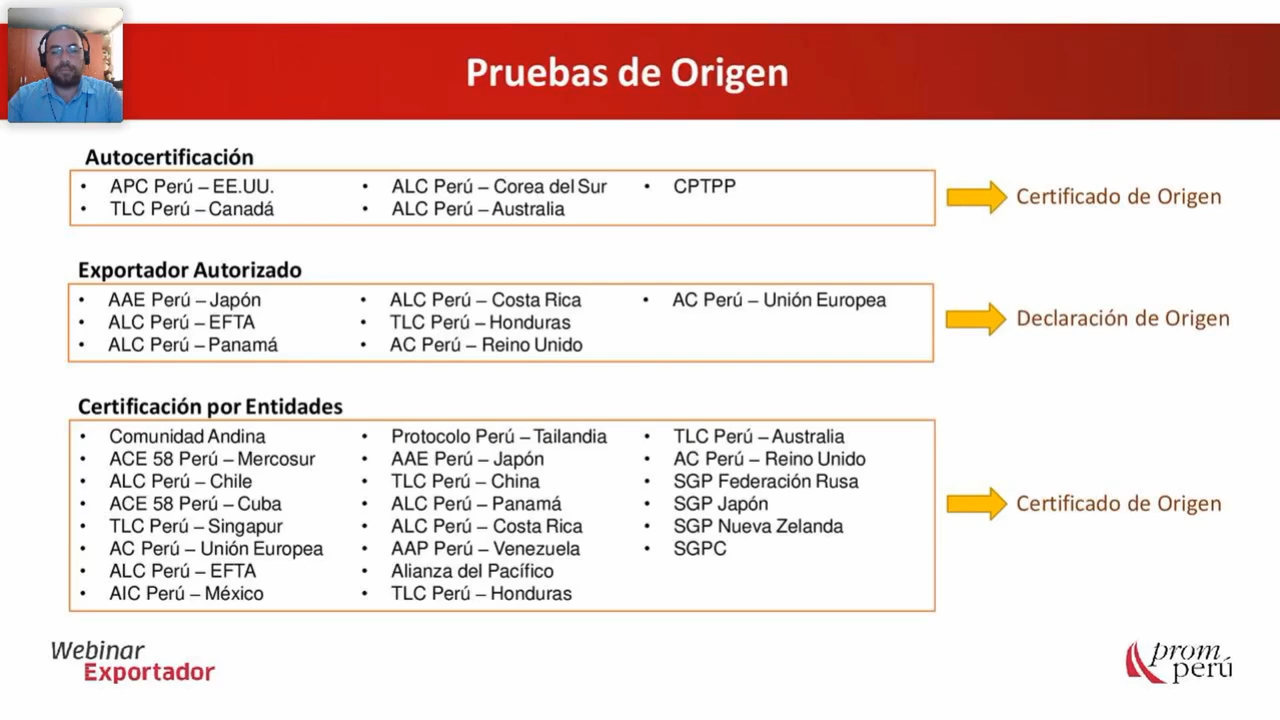 Pruebas de Origen
Autocertificación
• APC Perú – EE.UU.
• TLC Perú – Canadá
• ALC Perú – Corea del Sur
• ALC Perú – Australia
• CPTPP
Certificado de Origen
Exportador Autorizado
• AAE Perú – Japón
• ALC Perú – EFTA
• ALC Perú – Panamá
• ALC Perú – Costa Rica
• TLC Perú – Honduras
• AC Perú – Reino Unido
• AC Perú – Unión Europea
Declaración de Origen
Certificación por Entidades
• Comunidad Andina
• ACE 58 Perú – Mercosur
• ALC Perú – Chile
• ACE 58 Perú – Cuba
• TLC Perú – Singapur
• AC Perú – Unión Europea
• ALC Perú – EFTA
• AIC Perú – México
• Protocolo Perú – Tailandia
• AAE Perú – Japón
• TLC Perú – China
• ALC Perú – Panamá
• ALC Perú – Costa Rica
• AAP Perú – Venezuela
• Alianza del Pacífico
• TLC Perú – Honduras
• TLC Perú – Australia
• AC Perú – Reino Unido
• SGP Federación Rusa
• SGP Japón
• SGP Nueva Zelanda
• SGPC
Certificado de Origen
Webinar
Exportador
prom
perú